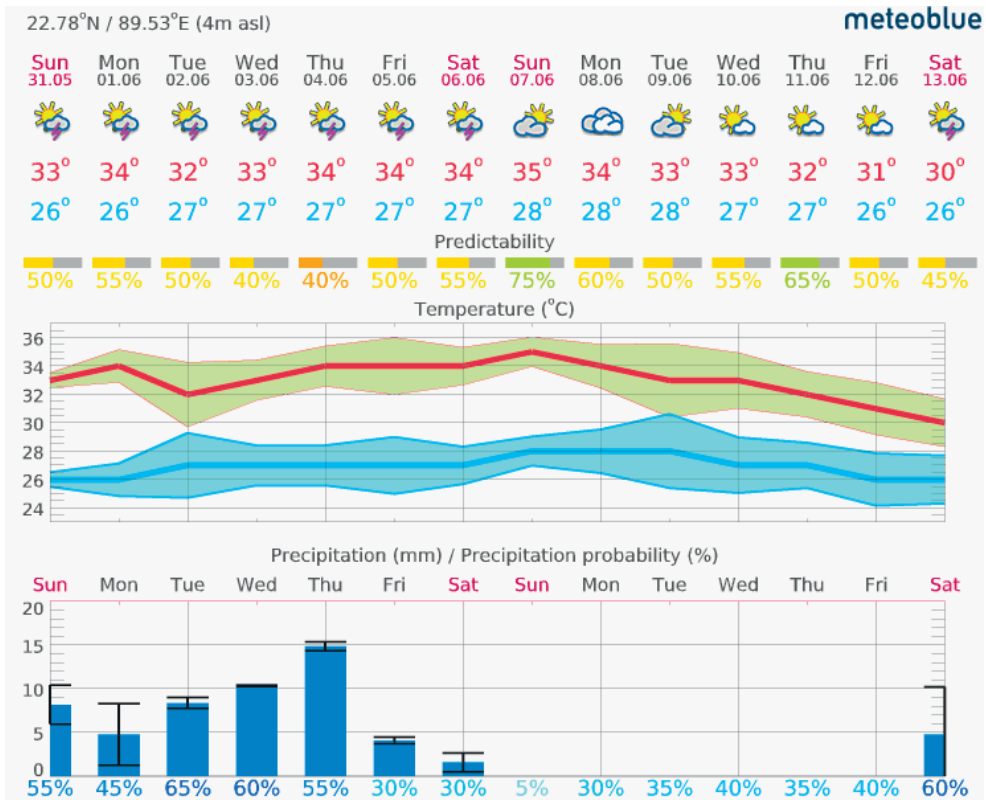 22.78°N / 89.53°E (4m asl)
meteoblue
Sun Mon Tue Wed Thu Fri Sat Sun Mon Tue Wed Thu Fri Sat
31.05 01.06 02.06 03.06 04.06 05.06 06.06 07.06 08.06 09.06 10.06 11.06 12.06 13.06
33° 34° 32° 33° 34° 34° 34° 35° 34° 33° 33° 32° 31° 30°
26° 26° 27° 27° 27° 27° 27° 28° 28° 28° 27° 27° 26° 26°
Predictability
50% 55% 50% 40% 40% 50% 55% 75% 60% 50% 55% 65% 50% 45%
Temperature (°C)
36
34
32
30
28
26
24
Precipitation (mm) / Precipitation probability (%)
Sun Mon Tue Wed Thu Fri Sat Sun Mon Tue Wed Thu Fri Sat
20
15
10
5
0
55% 45% 65% 60% 55% 30% 30% 5% 30% 35% 40% 35% 40% 60%